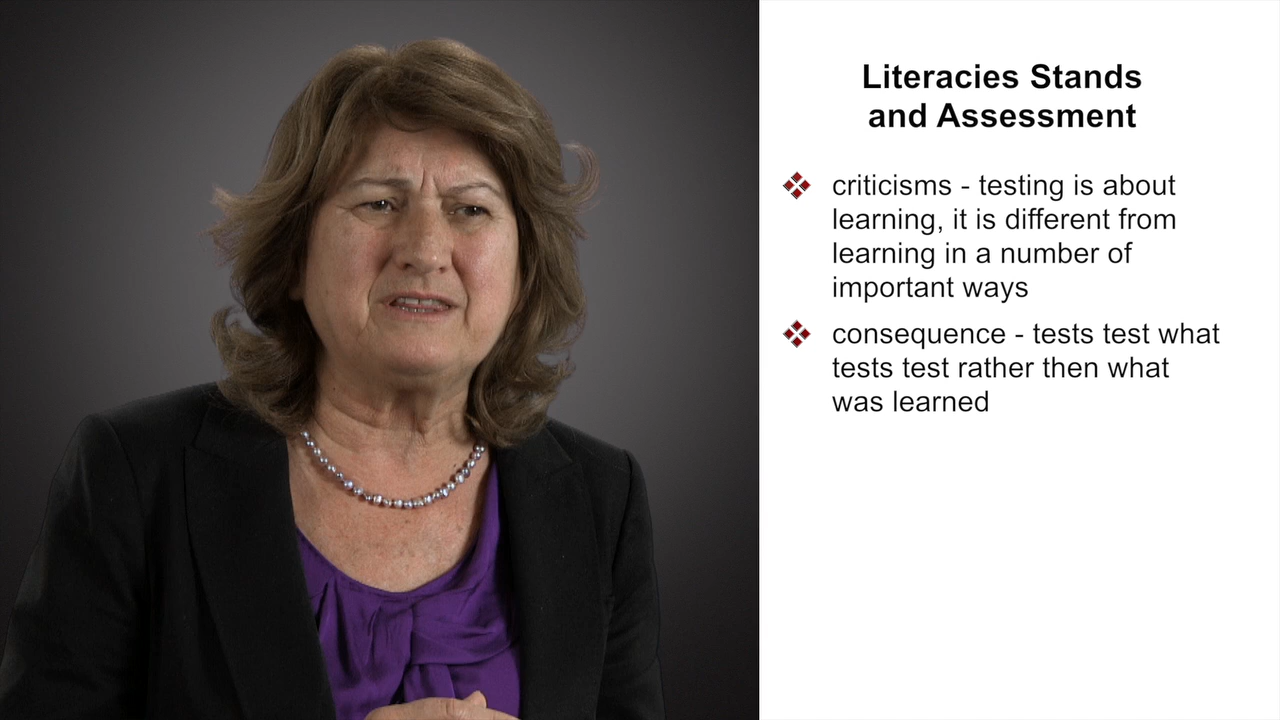 Literacies Stands
and Assessment
criticisms - testing is about
learning, it is different from
learning in a number of
important ways
consequence - tests test what
tests test rather then what
was learned